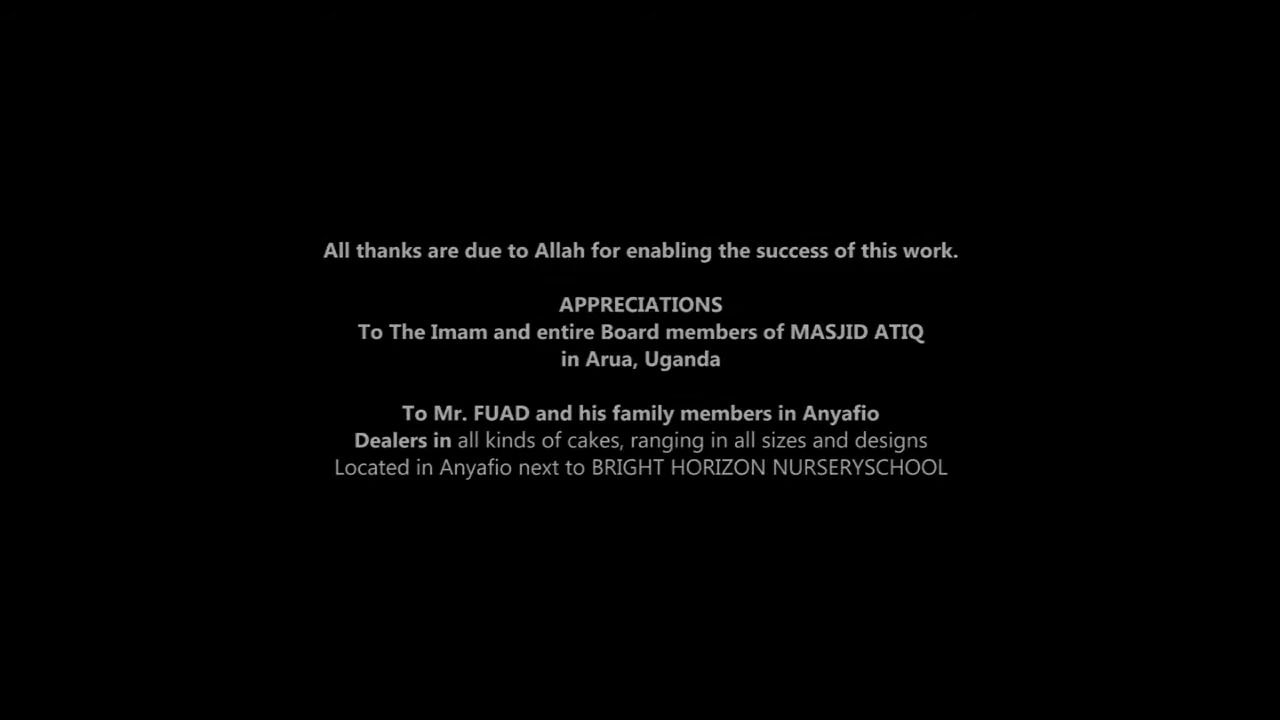 All thanks are due to Allah for enabling the success of this work.
APPRECIATIONS
To The Imam and entire Board members of MASJID ATIQ
in Arua, Uganda
To Mr. FUAD and his family members in Anyafio
Dealers in all kinds of cakes, ranging in all sizes and designs
Located in Anyafio next to BRIGHT HORIZON NURSERYSCHOOL